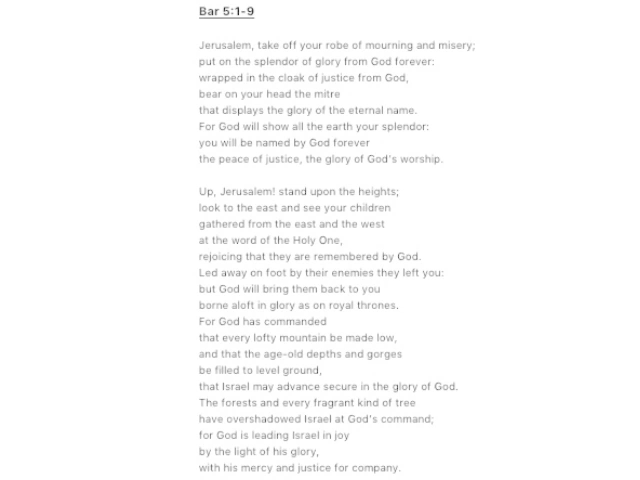 Bar 5:1-9
Jerusalem, take off your robe of mourning and misery;
put on the splendor of glory from God forever:
wrapped in the cloak of justice from God,
bear on your head the mitre
that displays the glory of the eternal name.
For God will show all the earth your splendor:
you will be named by God forever
the peace of justice, the glory of God's worship.
Up, Jerusalem! stand upon the heights;
look to the east and see your children
gathered from the east and the west
at the word of the Holy One,
rejoicing that they are remembered by God.
Led away on foot by their enemies they left you:
but God will bring them back to you
borne aloft in glory as on royal thrones.
For God has commanded
that every lofty mountain be made low,
and that the age-old depths and gorges
be filled to level ground,
that Israel may advance secure in the glory of God.
The forests and every fragrant kind of tree
have overshadowed Israel at God's command;
for God is leading Israel in joy
by the light of his glory,
with his mercy and justice for company.